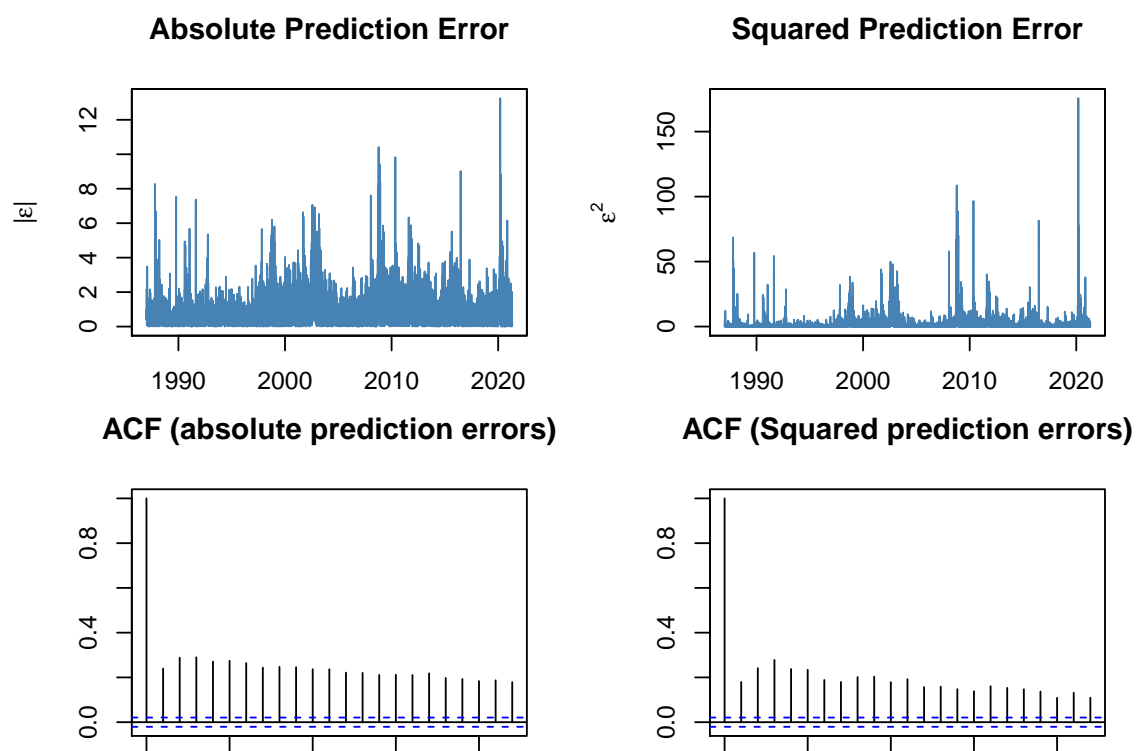 Absolute Prediction Error
|ε|
12
8
6
4
2
0
1990 2000 2010 2020
Squared Prediction Error
ε²
150
100
50
0
1990 2000 2010 2020
ACF (absolute prediction errors)
0.8
0.4
0.0
ACF (Squared prediction errors)
0.8
0.4
0.0